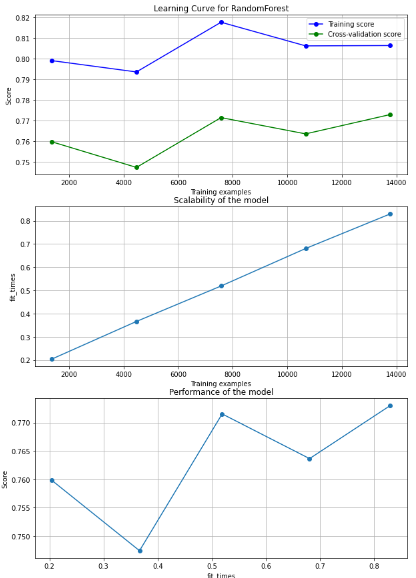 Learning Curve for RandomForest
0.82
0.81
0.80
0.79
0.78
0.77
0.76
0.75
Score
Training score
Cross-validation score
2000 4000 6000 8000 10000 12000 14000
Training examples
Scalability of the model
0.8
0.7
0.6
0.5
0.4
0.3
0.2
fit_times
2000 4000 6000 8000 10000 12000 14000
Training examples
Performance of the model
0.770
0.765
0.760
0.755
0.750
Score
0.2 0.3 0.4 0.5 0.6 0.7 0.8
fit_times